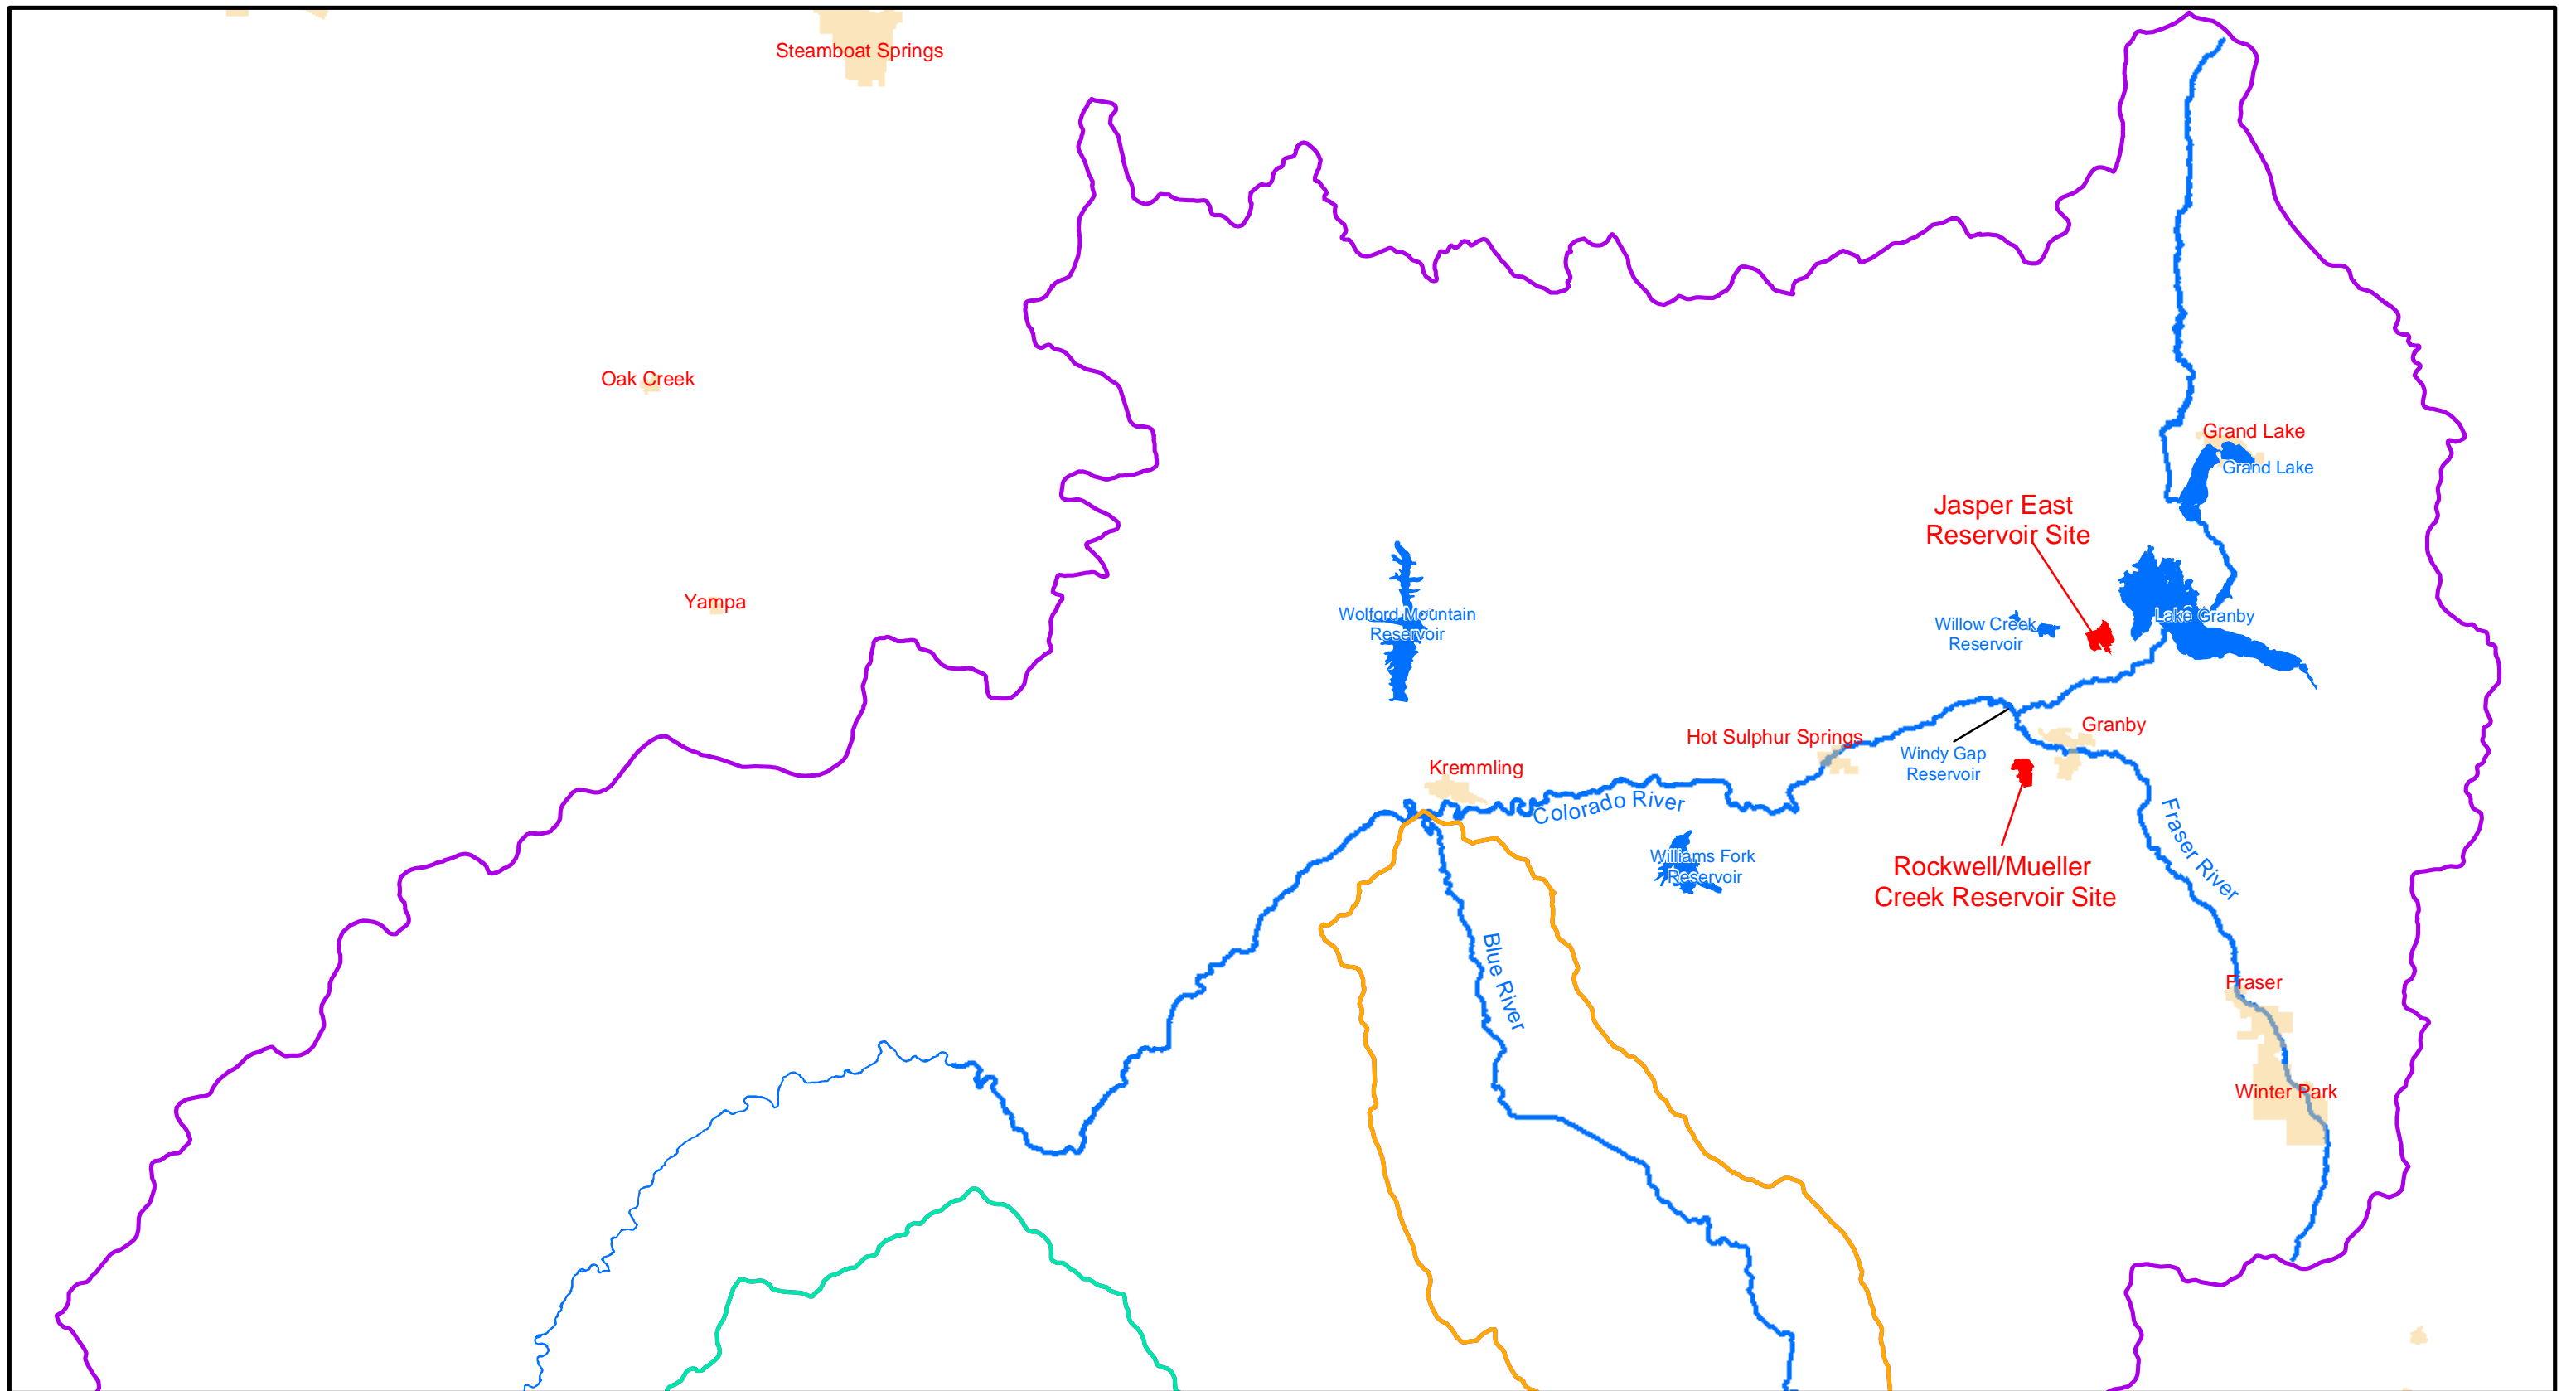 Steamboat Springs
Oak Creek
Grand Lake
Grand Lake
Jasper East
Reservoir Site
Yampa
Wolford Mountain
Reservoir
Willow Creek
Reservoir
Lake Granby
Granby
Hot Sulphur Springs
Windy Gap
Reservoir
Kremmling
Colorado River
Fraser River
Williams Fork
Reservoir
Rockwell/Mueller
Creek Reservoir Site
Blue River
Fraser
Winter Park